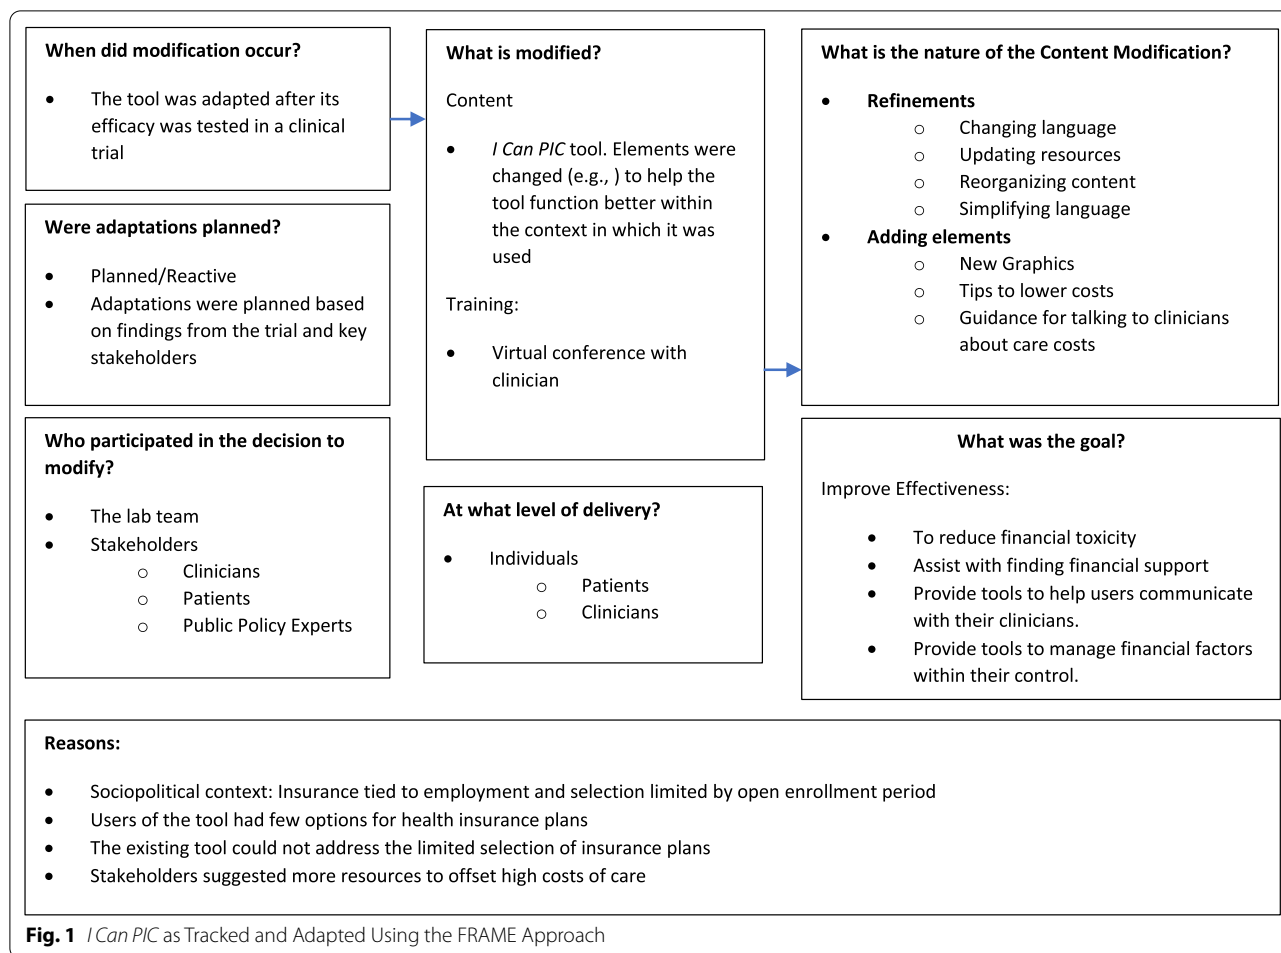 When did modification occur?
• The tool was adapted after its
efficacy was tested in a clinical
trial
Were adaptations planned?
• Planned/Reactive
• Adaptations were planned based
on findings from the trial and key
stakeholders
Who participated in the decision to
modify?
• The lab team
• Stakeholders
○ Clinicians
○ Patients
○ Public Policy Experts
What is modified?
Content
• I Can PIC tool. Elements were
changed (e.g., ) to help the
tool function better within
the context in which it was
used
Training:
• Virtual conference with
clinician
At what level of delivery?
• Individuals
○ Patients
○ Clinicians
What is the nature of the Content Modification?
• Refinements
○ Changing language
○ Updating resources
○ Reorganizing content
○ Simplifying language
• Adding elements
○ New Graphics
○ Tips to lower costs
○ Guidance for talking to clinicians
about care costs
What was the goal?
Improve Effectiveness:
• To reduce financial toxicity
• Assist with finding financial support
• Provide tools to help users communicate
with their clinicians.
• Provide tools to manage financial factors
within their control.
Reasons:
• Sociopolitical context: Insurance tied to employment and selection limited by open enrollment period
• Users of the tool had few options for health insurance plans
• The existing tool could not address the limited selection of insurance plans
• Stakeholders suggested more resources to offset high costs of care
Fig. 1 I Can PIC as Tracked and Adapted Using the FRAME Approach